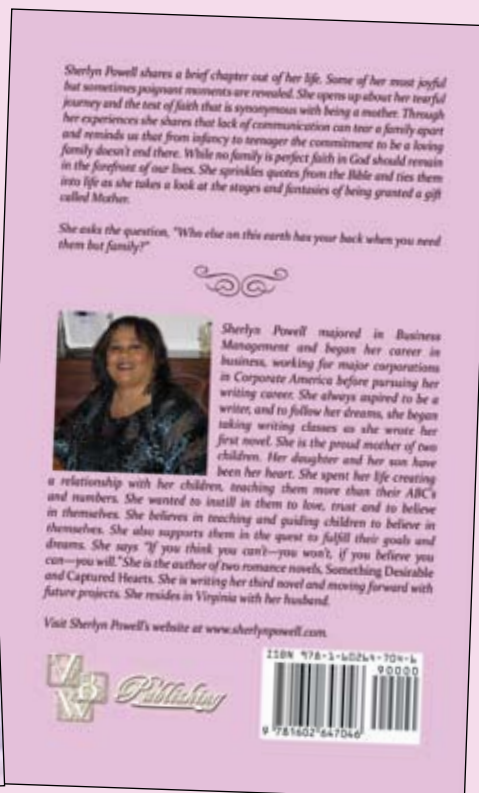 Sherlyn Powell shares a brief chapter out of her life. Some of her most joyful
but sometimes poignant moments are revealed. She opens up about her tearful
journey and the test of faith that is synonymous with being a mother. Through
her experiences she shares that lack of communication can tear a family apart
and reminds us that from infancy to teenager the commitment to be a loving
family doesn't end there. While no family is perfect faith in God should remain
in the forefront of our lives. She sprinkles quotes from the Bible and ties them
into life as she takes a look at the stages and fantasies of being granted a gift
called Mother.
She asks the question, "Who else on this earth has your back when you need
them but family?"
Sherlyn Powell majored in Business
Management and began her career in
business, working for major corporations
in Corporate America before pursuing her
writing career. She always aspired to be a
writer, and to follow her dreams, she began
taking writing classes as she wrote her
first novel. She is the proud mother of two
children. Her daughter and her son have
been her heart. She spent her life creating
a relationship with her children, teaching them more than their ABC's
and numbers. She wanted to instill in them to love, trust and to believe
in themselves. She believes in teaching and guiding children to believe in
themselves. She also supports them in the quest to fulfill their goals and
dreams. She says "If you think you can't—you won't, if you believe you
can—you will." She is the author of two romance novels, Something Desirable
and Captured Hearts. She is writing her third novel and moving forward with
future projects. She resides in Virginia with her husband.
Visit Sherlyn Powell's website at www.sherlynpowell.com.
VBW Publishing
ISBN 978-1-60264-704-6
90000
9 781602 647046